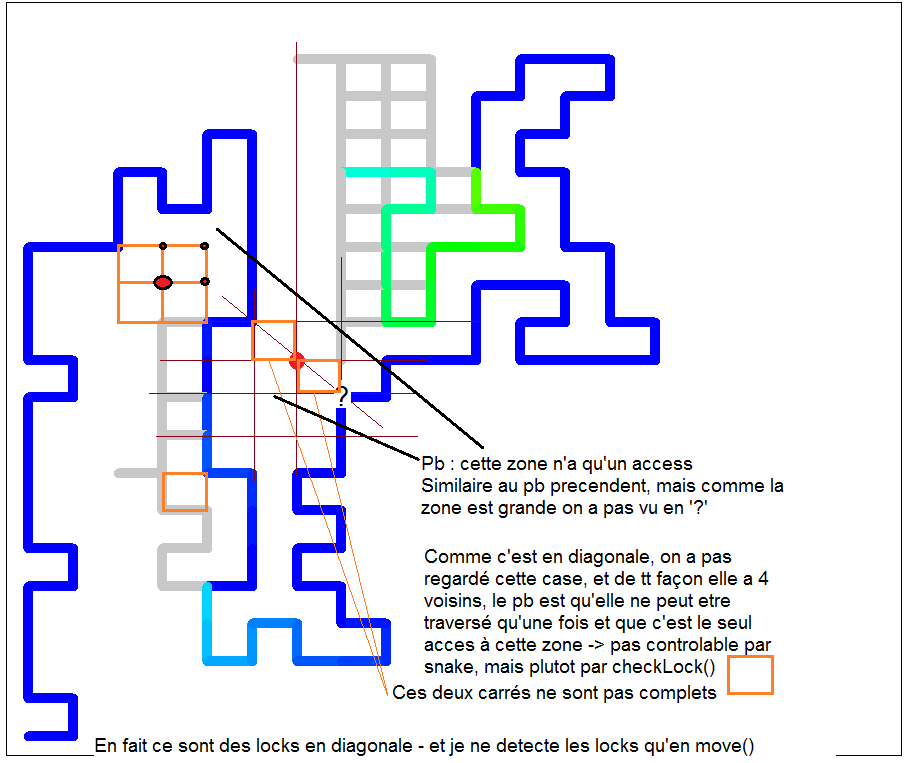 ?
Pb : cette zone n'a qu'un access
Similaire au pb precendent, mais comme la
zone est grande on a pas vu en '?'
Comme c'est en diagonale, on a pas
regardé cette case, et de tt façon elle a 4
voisins, le pb est qu'elle ne peut etre
traversé qu'une fois et que c'est le seul
acces à cette zone -> pas controlable par
snake, mais plutot par checkLock()
Ces deux carrés ne sont pas complets
En fait ce sont des locks en diagonale - et je ne detecte les locks qu'en move()